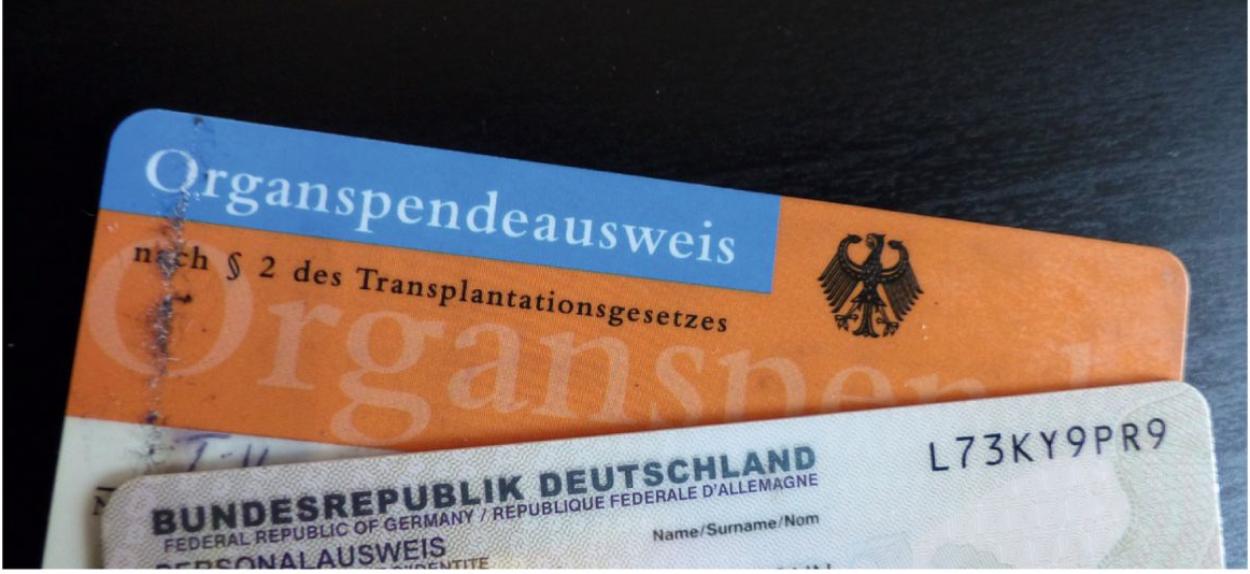 Organspendeausweis
nach § 2 des Transplantationsgesetzes
Organspend
BUNDESREPUBLIK DEUTSCHLAND
L73KY9PR9
FEDERAL REPUBLIC OF GERMANY / REPUBLIQUE FEDERALE D'ALLEMAGNE
Name/Surname/Nom
PERSONALAUSWEIS